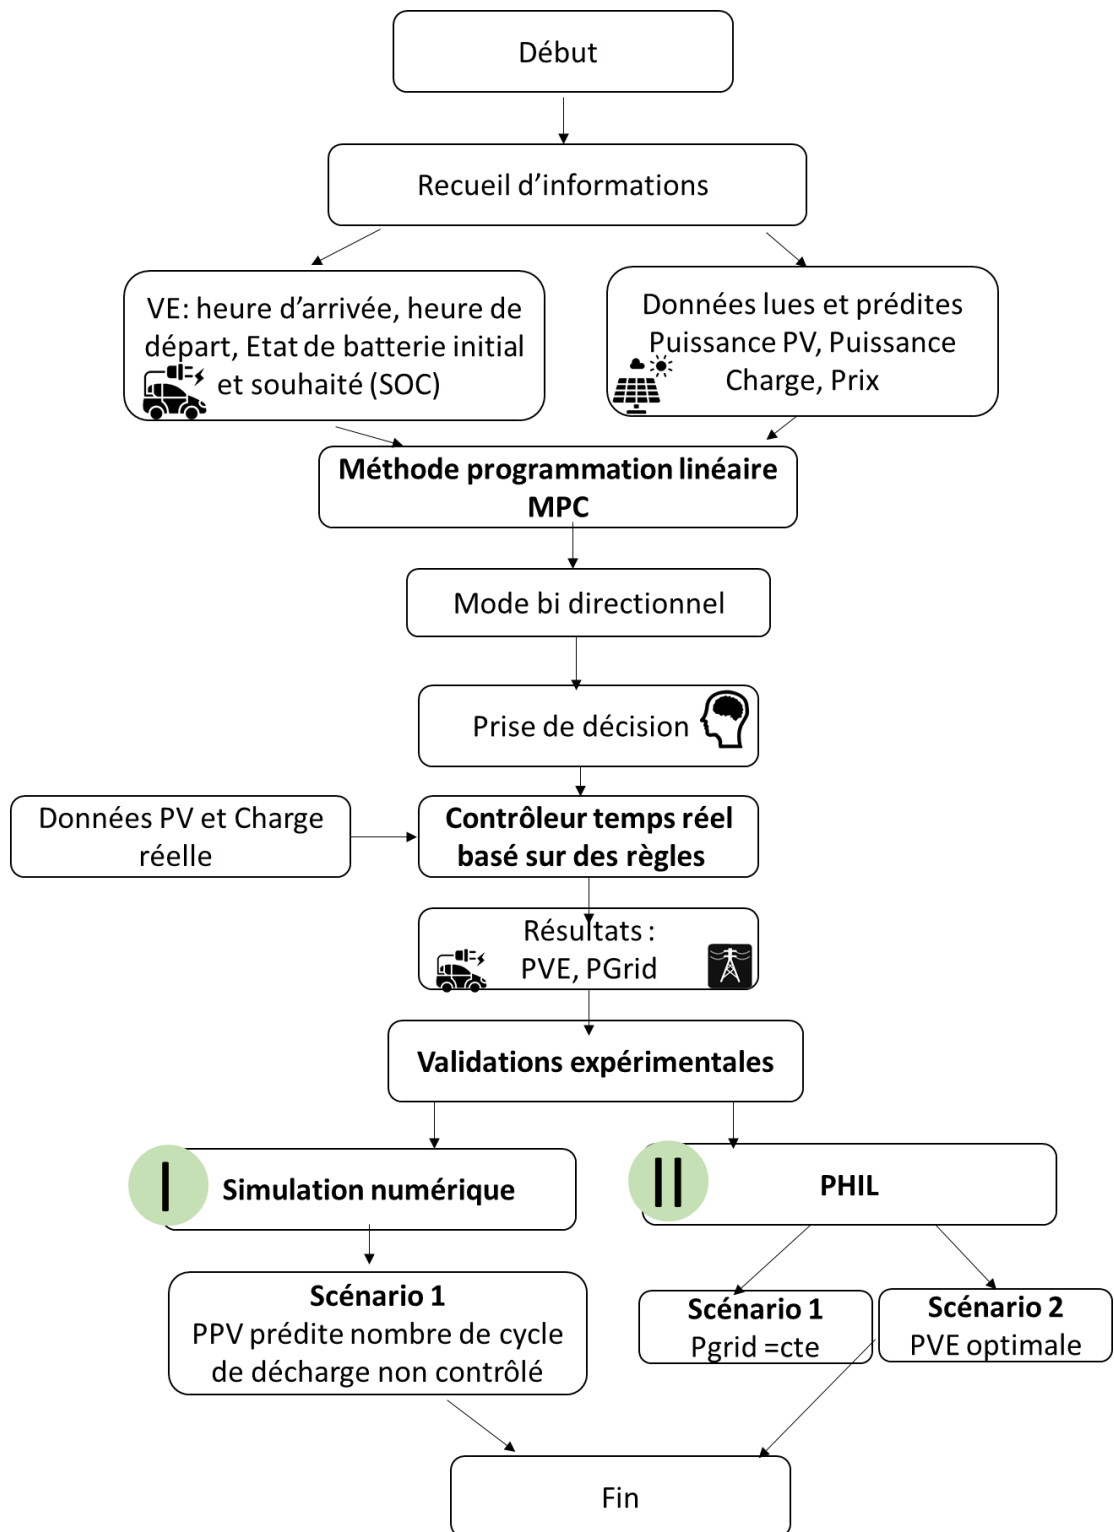 Début
Recueil d’informations
VE: heure d’arrivée, heure de
départ, Etat de batterie initial
et souhaité (SOC)
Données lues et prédites
Puissance PV, Puissance
Charge, Prix
Méthode programmation linéaire
MPC
Mode bi directionnel
Prise de décision
Données PV et Charge
réelle
Contrôleur temps réel
basé sur des règles
Résultats :
PVE, PGrid
Validations expérimentales
I
Simulation numérique
II
PHIL
Scénario 1
PPV prédite nombre de cycle
de décharge non contrôlé
Scénario 1
Pgrid =cte
Scénario 2
PVE optimale
Fin